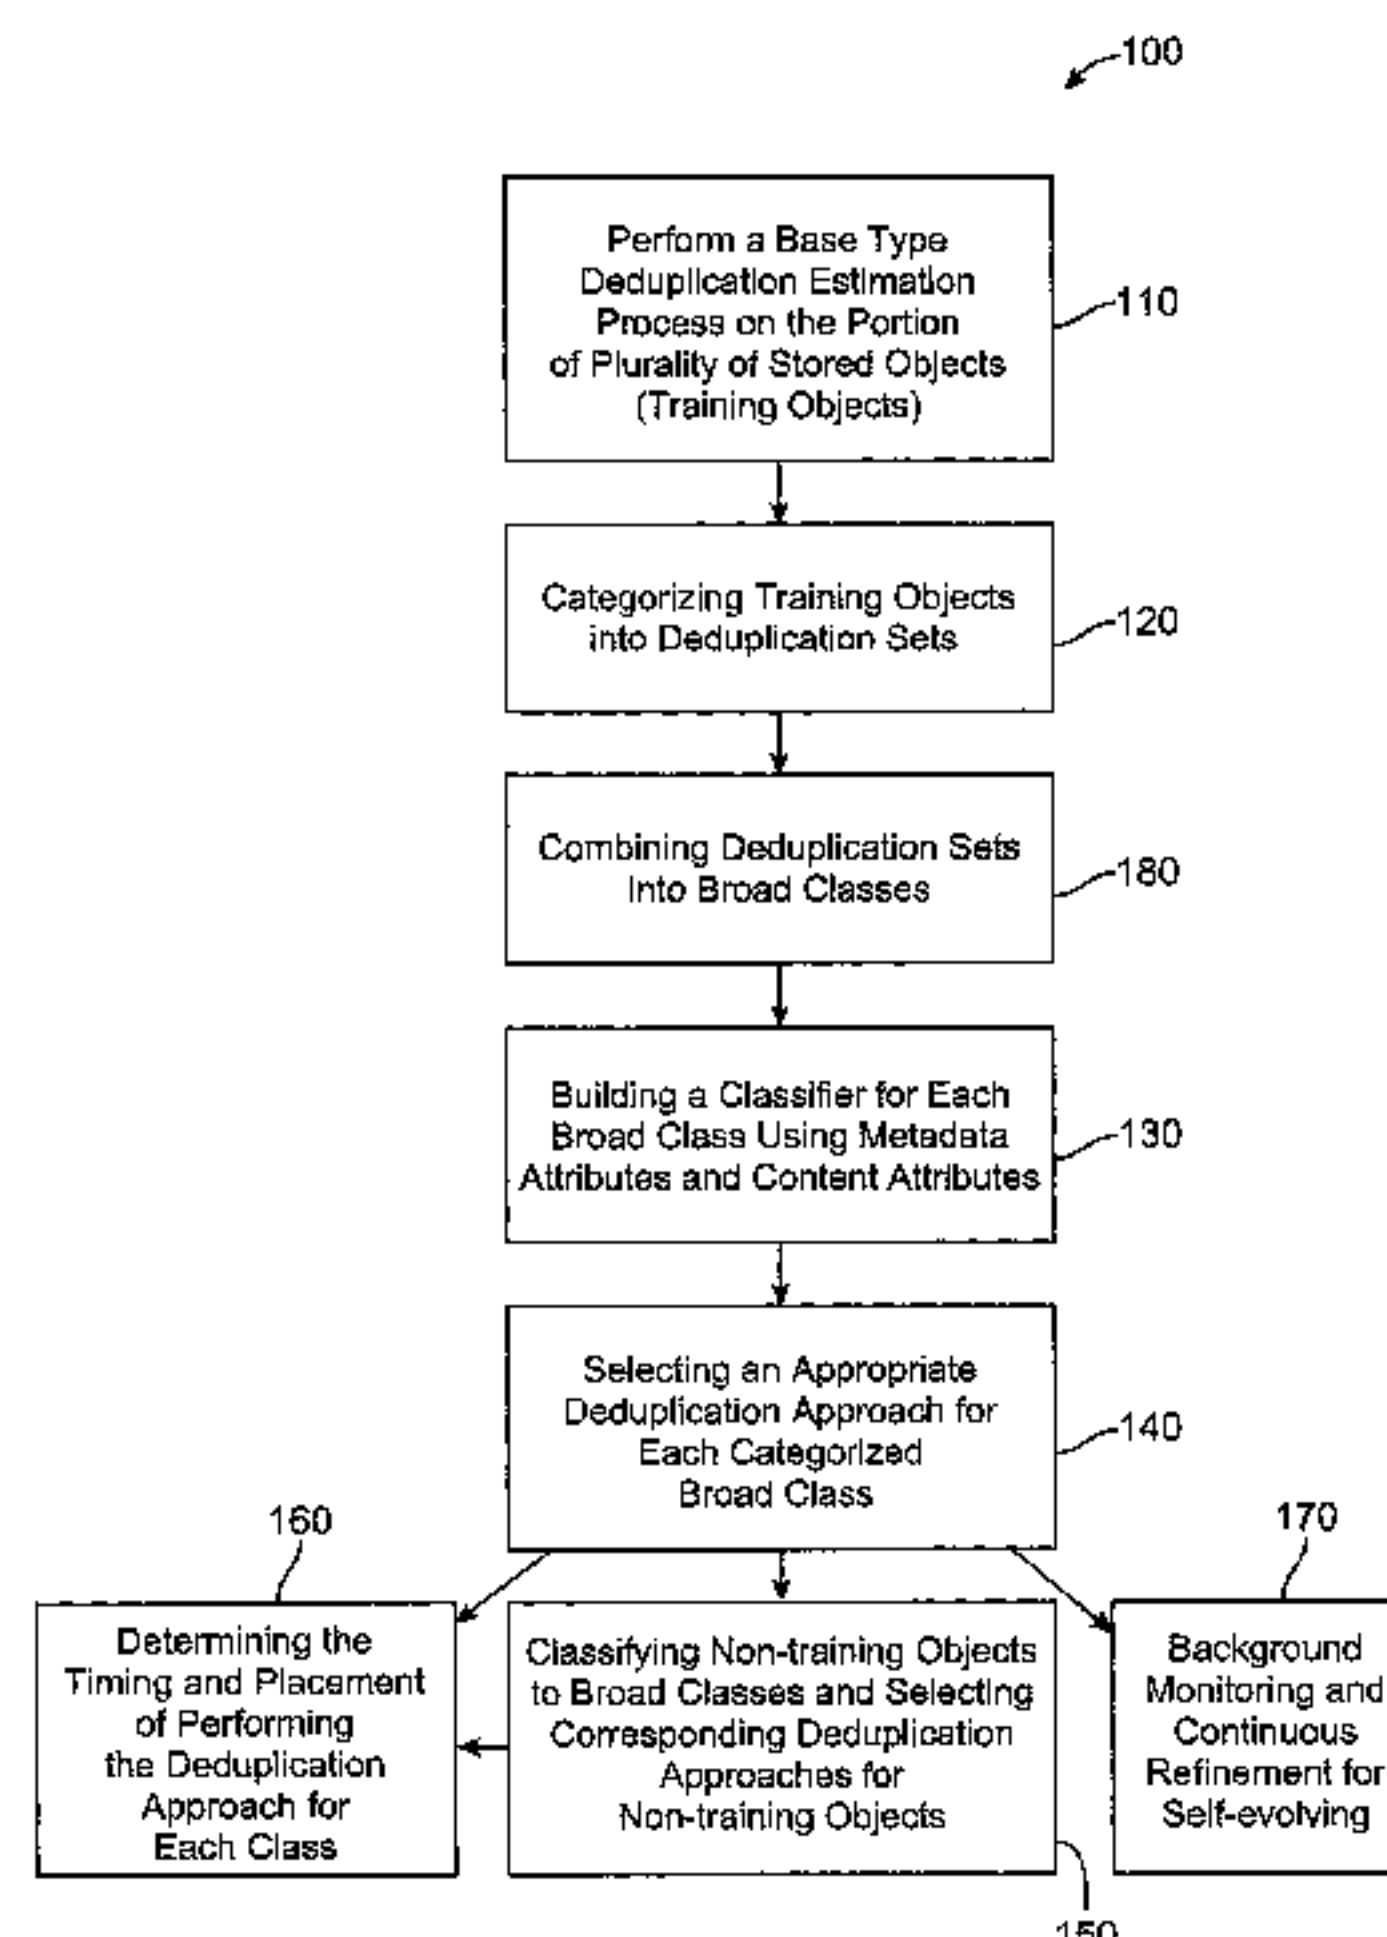 100
Perform a Base Type
Deduplication Estimation
Process on the Portion
of Plurality of Stored Objects
(Training Objects)
110
Categorizing Training Objects
into Deduplication Sets
120
Combining Deduplication Sets
Into Broad Classes
180
Building a Classifier for Each
Broad Class Using Metadata
Attributes and Content Attributes
130
Selecting an Appropriate
Deduplication Approach for
Each Categorized
Broad Class
140
160
Determining the
Timing and Placement
of Performing
the Deduplication
Approach for
Each Class
Classifying Non-training Objects
to Broad Classes and Selecting
Corresponding Deduplication
Approaches for
Non-training Objects
150
170
Background
Monitoring and
Continuous
Refinement for
Self-evolving